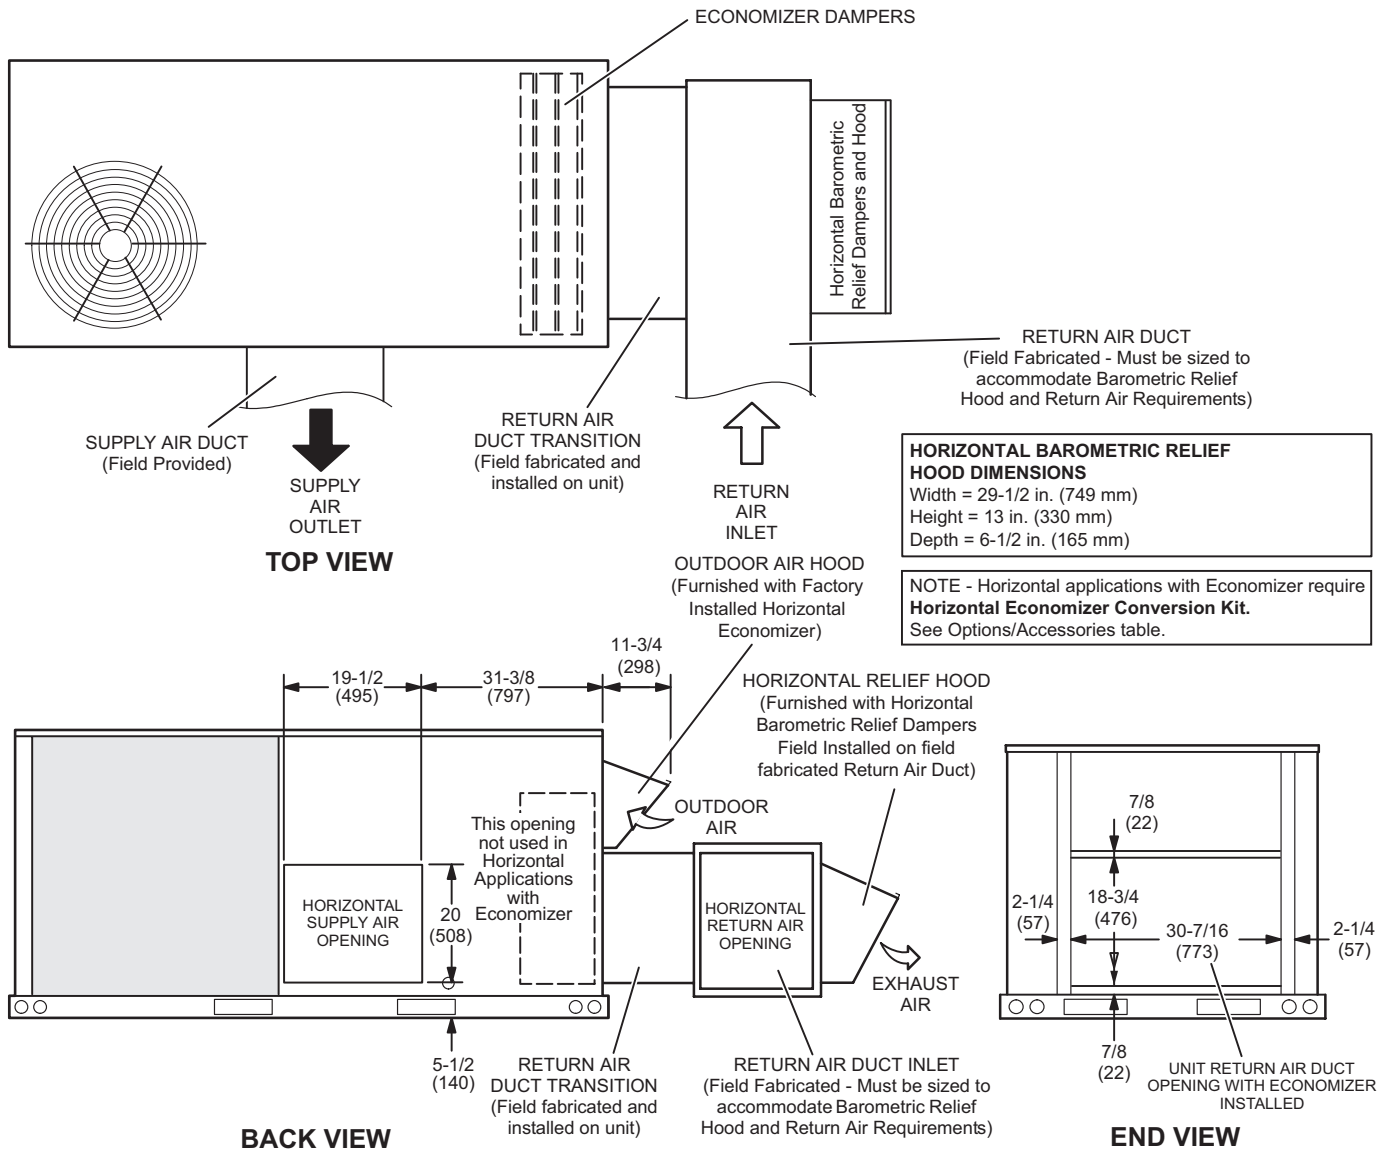 ECONOMIZER DAMPERS
Horizontal Barometric
Relief Dampers and Hood
RETURN AIR DUCT
(Field Fabricated - Must be sized to
accommodate Barometric Relief
Hood and Return Air Requirements)
SUPPLY AIR DUCT
(Field Provided)
SUPPLY
AIR
OUTLET
RETURN AIR
DUCT TRANSITION
(Field fabricated and
installed on unit)
RETURN
AIR
INLET
TOP VIEW
HORIZONTAL BAROMETRIC RELIEF
HOOD DIMENSIONS
Width = 29-1/2 in. (749 mm)
Height = 13 in. (330 mm)
Depth = 6-1/2 in. (165 mm)
NOTE - Horizontal applications with Economizer require
Horizontal Economizer Conversion Kit.
See Options/Accessories table.
OUTDOOR AIR HOOD
(Furnished with Factory
Installed Horizontal
Economizer)
19-1/2
(495)
31-3/8
(797)
11-3/4
(298)
HORIZONTAL RELIEF HOOD
(Furnished with Horizontal
Barometric Relief Dampers
Field Installed on field
fabricated Return Air Duct)
OUTDOOR
AIR
This opening
not used in
Horizontal
Applications
with
Economizer
HORIZONTAL
SUPPLY AIR
OPENING
20
(508)
HORIZONTAL
RETURN AIR
OPENING
EXHAUST
AIR
5-1/2
(140)
RETURN AIR
DUCT TRANSITION
(Field fabricated and
installed on unit)
RETURN AIR DUCT INLET
(Field Fabricated - Must be sized to
accommodate Barometric Relief
Hood and Return Air Requirements)
BACK VIEW
7/8
(22)
2-1/4
(57)
18-3/4
(476)
30-7/16
(773)
2-1/4
(57)
7/8
(22)
UNIT RETURN AIR DUCT
OPENING WITH ECONOMIZER
INSTALLED
END VIEW